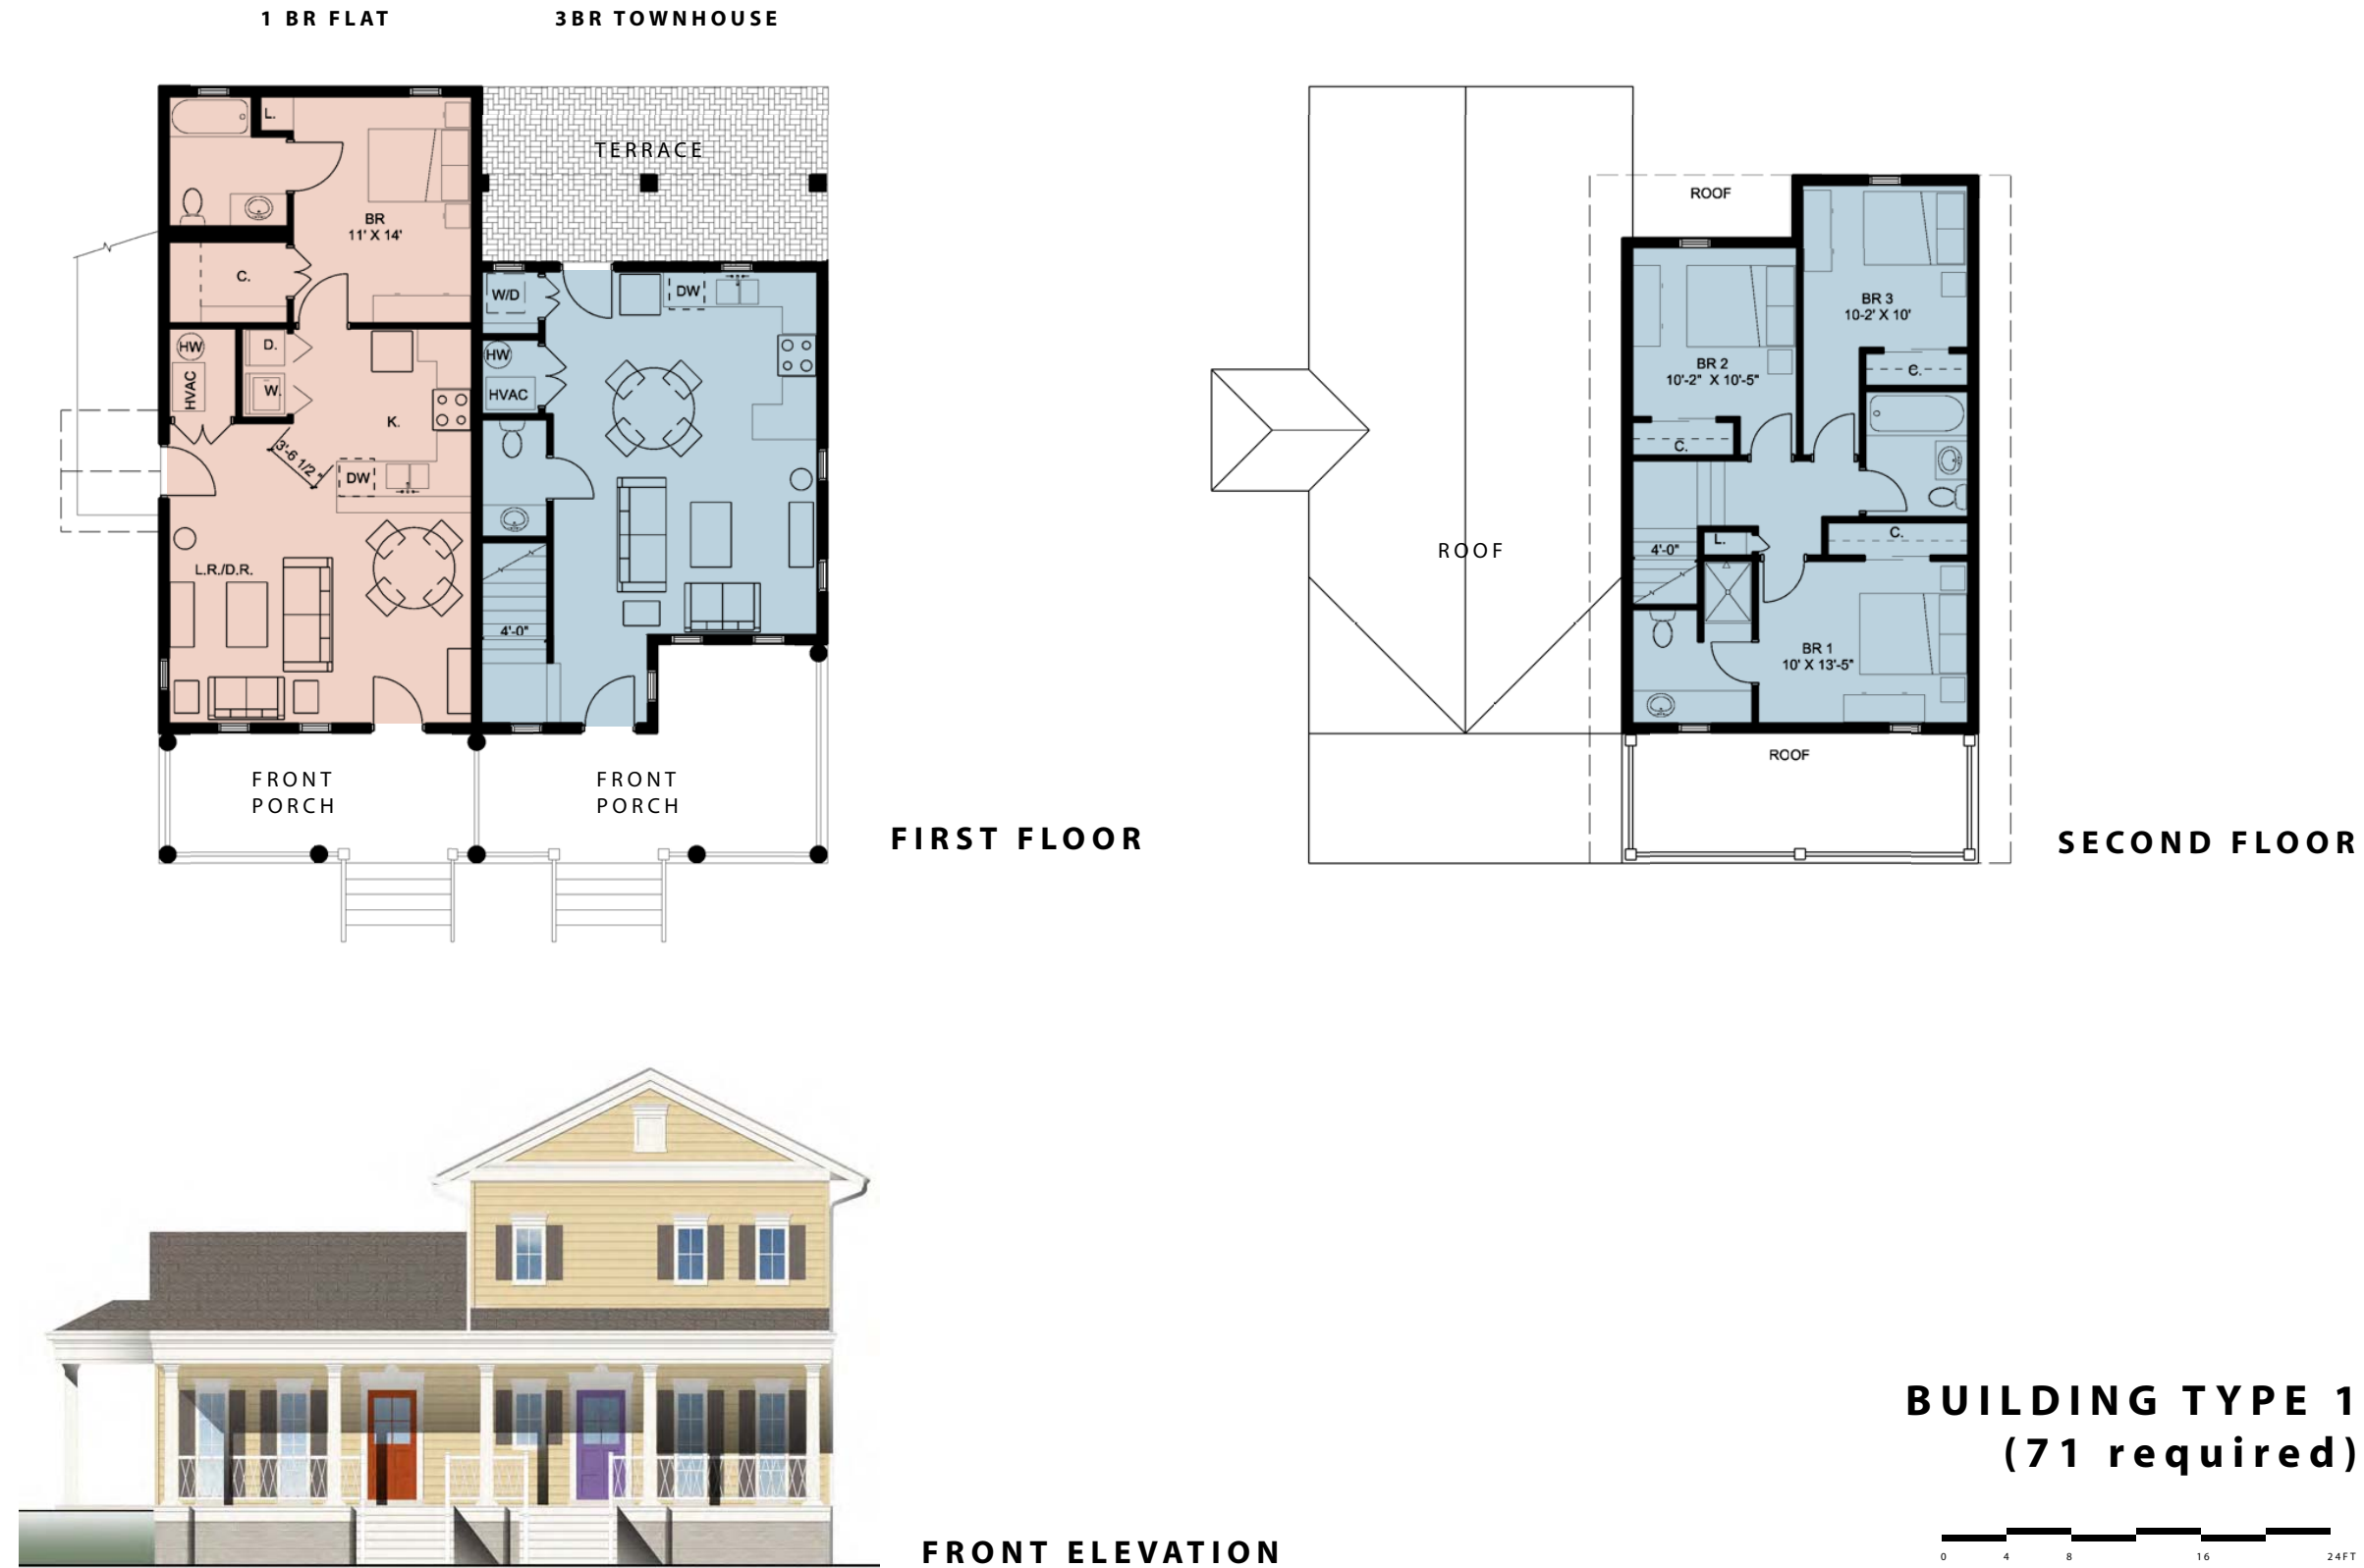 1 BR FLAT
3BR TOWNHOUSE
L.
TERRACE
BR
11' X 14'
C.
W/D
DW
HW
D.
HW
HVAC
W.
HVAC
K.
3'-6 1/2"
DW
L.R./D.R.
4'-0"
FRONT
PORCH
FRONT
PORCH
FIRST FLOOR
ROOF
BR 3
10-2' X 10'
BR 2
10'-2" X 10'-5"
C.
C.
C.
L.
4'-0"
ROOF
BR 1
10' X 13'-5"
ROOF
SECOND FLOOR
FRONT ELEVATION
BUILDING TYPE 1
(71 required)
0 4 8 16 24FT